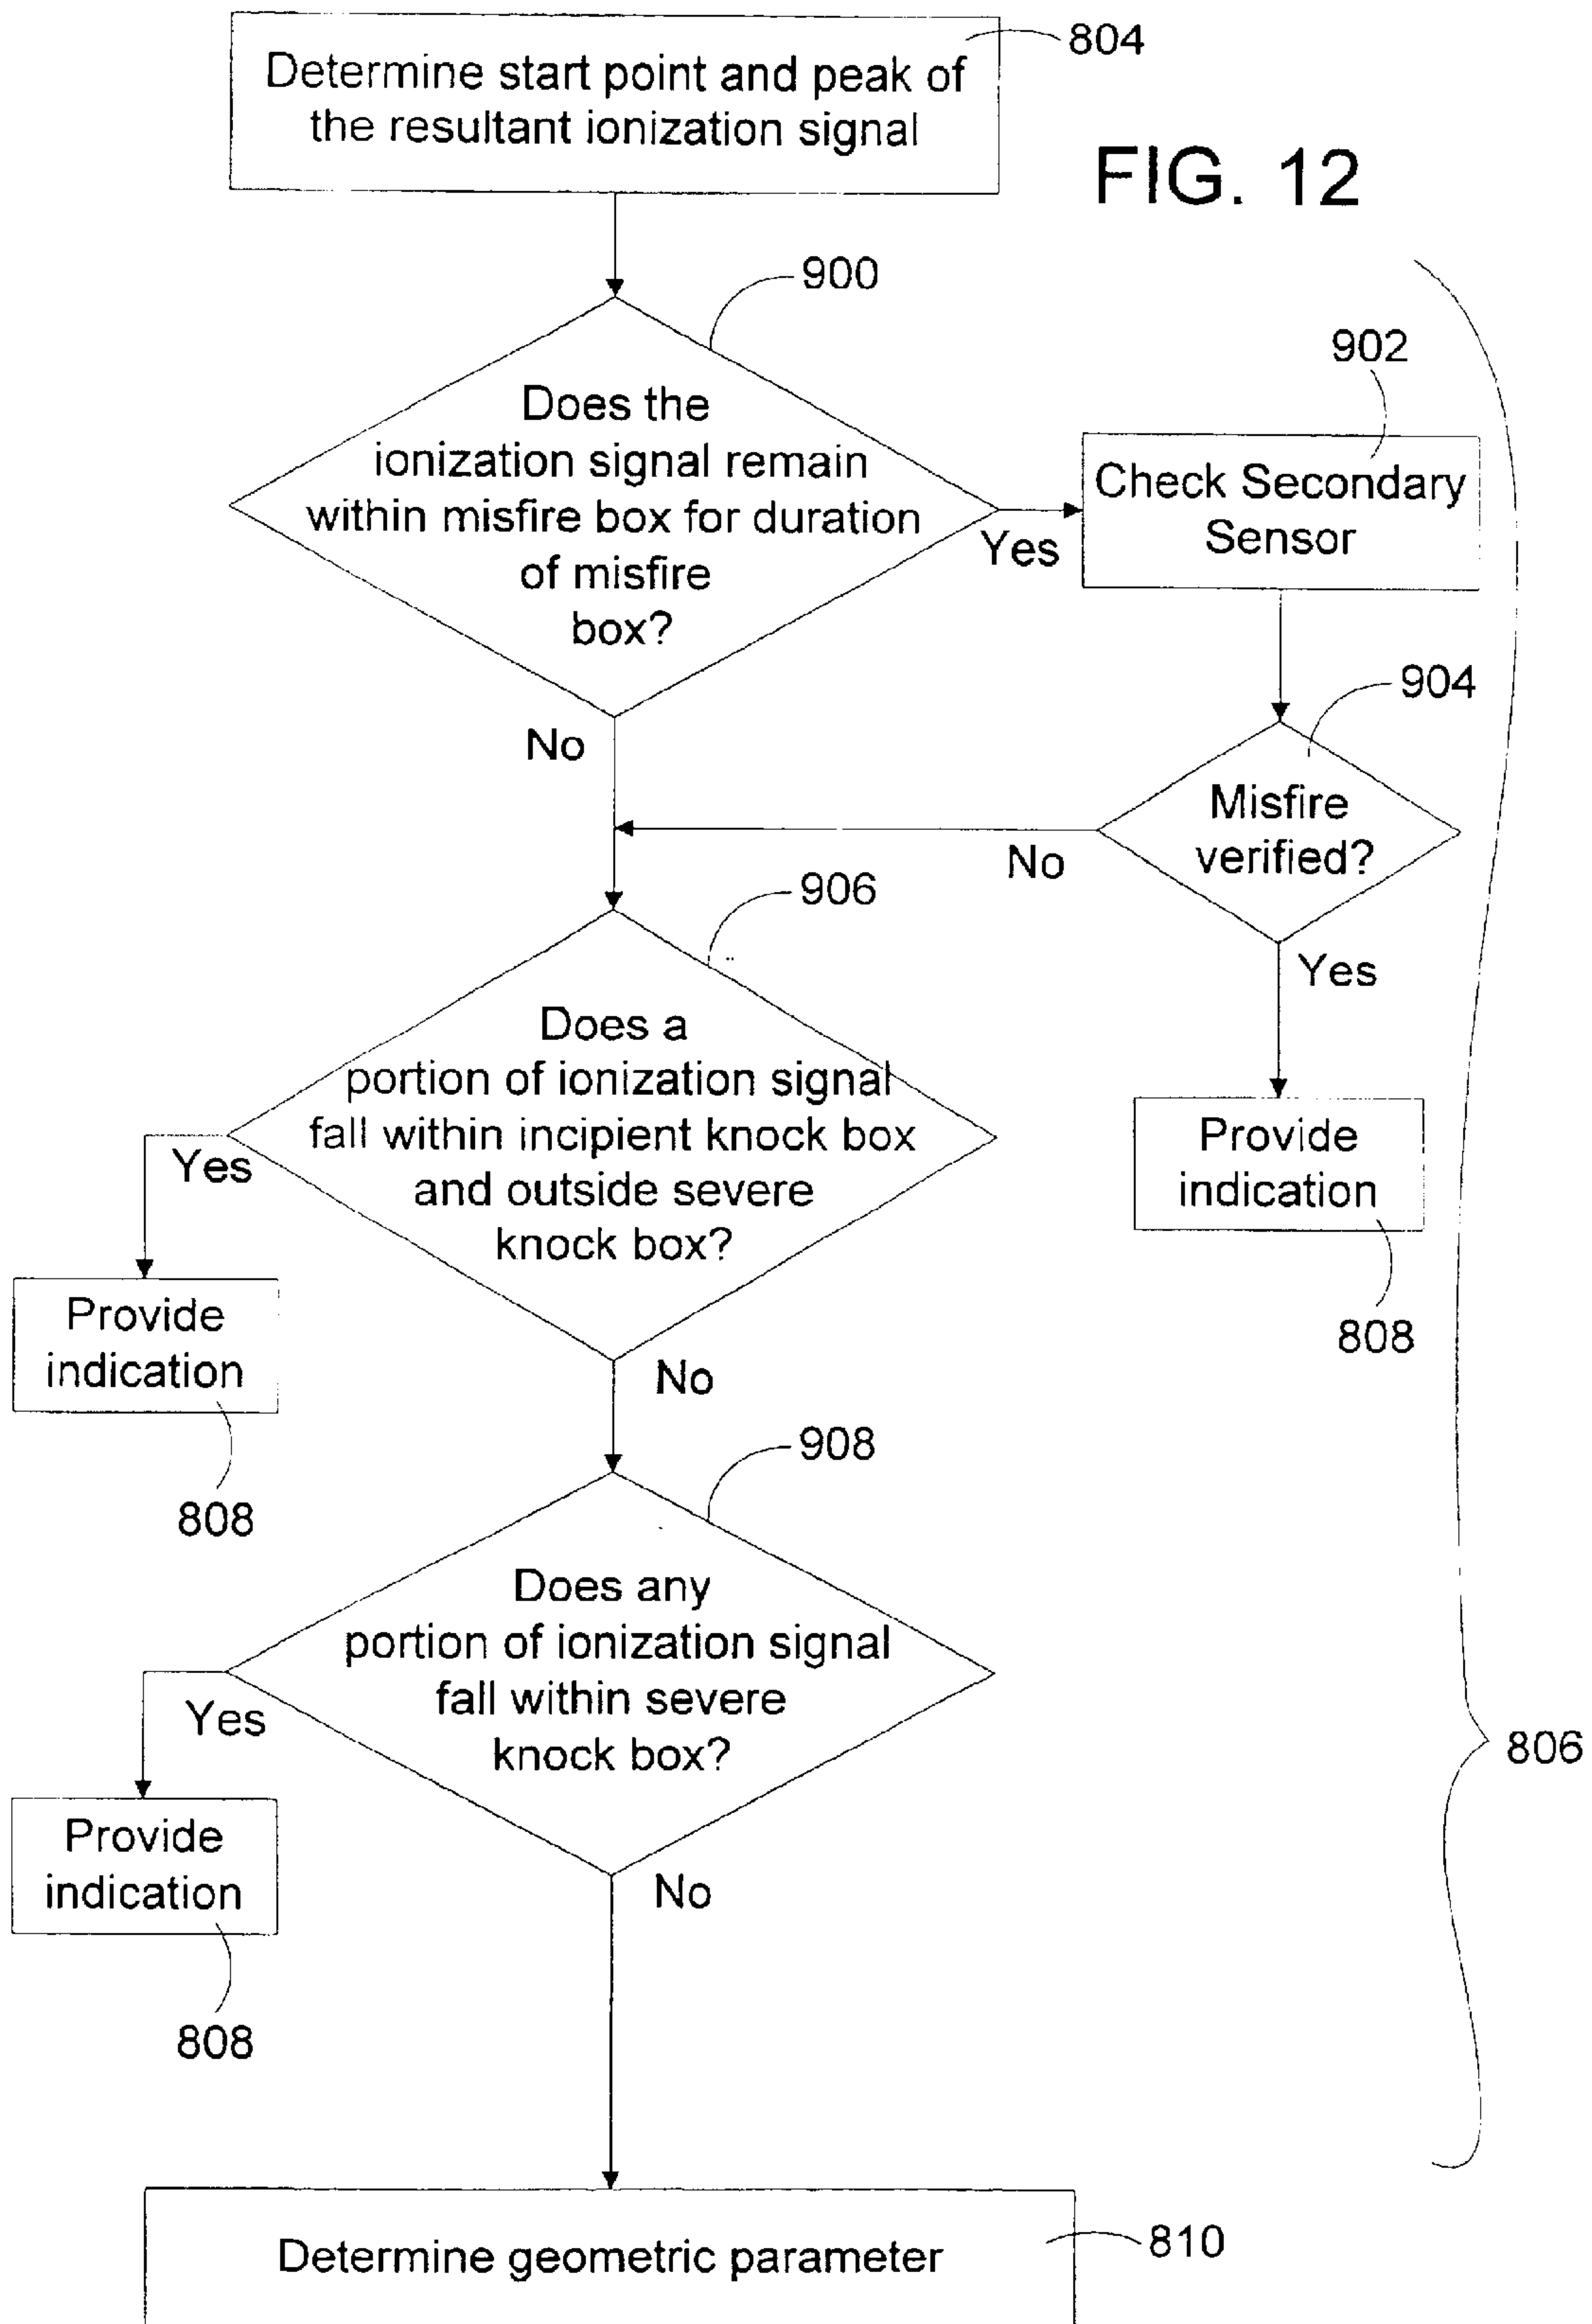 804
Determine start point and peak of
the resultant ionization signal
FIG. 12
900
Does the
ionization signal remain
within misfire box for duration
of misfire
box?
Yes
No
902
Check Secondary
Sensor
904
Misfire
verified?
No
Yes
Provide
indication
808
906
Does a
portion of ionization signal
fall within incipient knock box
and outside severe
knock box?
Yes
No
Provide
indication
808
908
Does any
portion of ionization signal
fall within severe
knock box?
Yes
No
Provide
indication
808
806
Determine geometric parameter
810